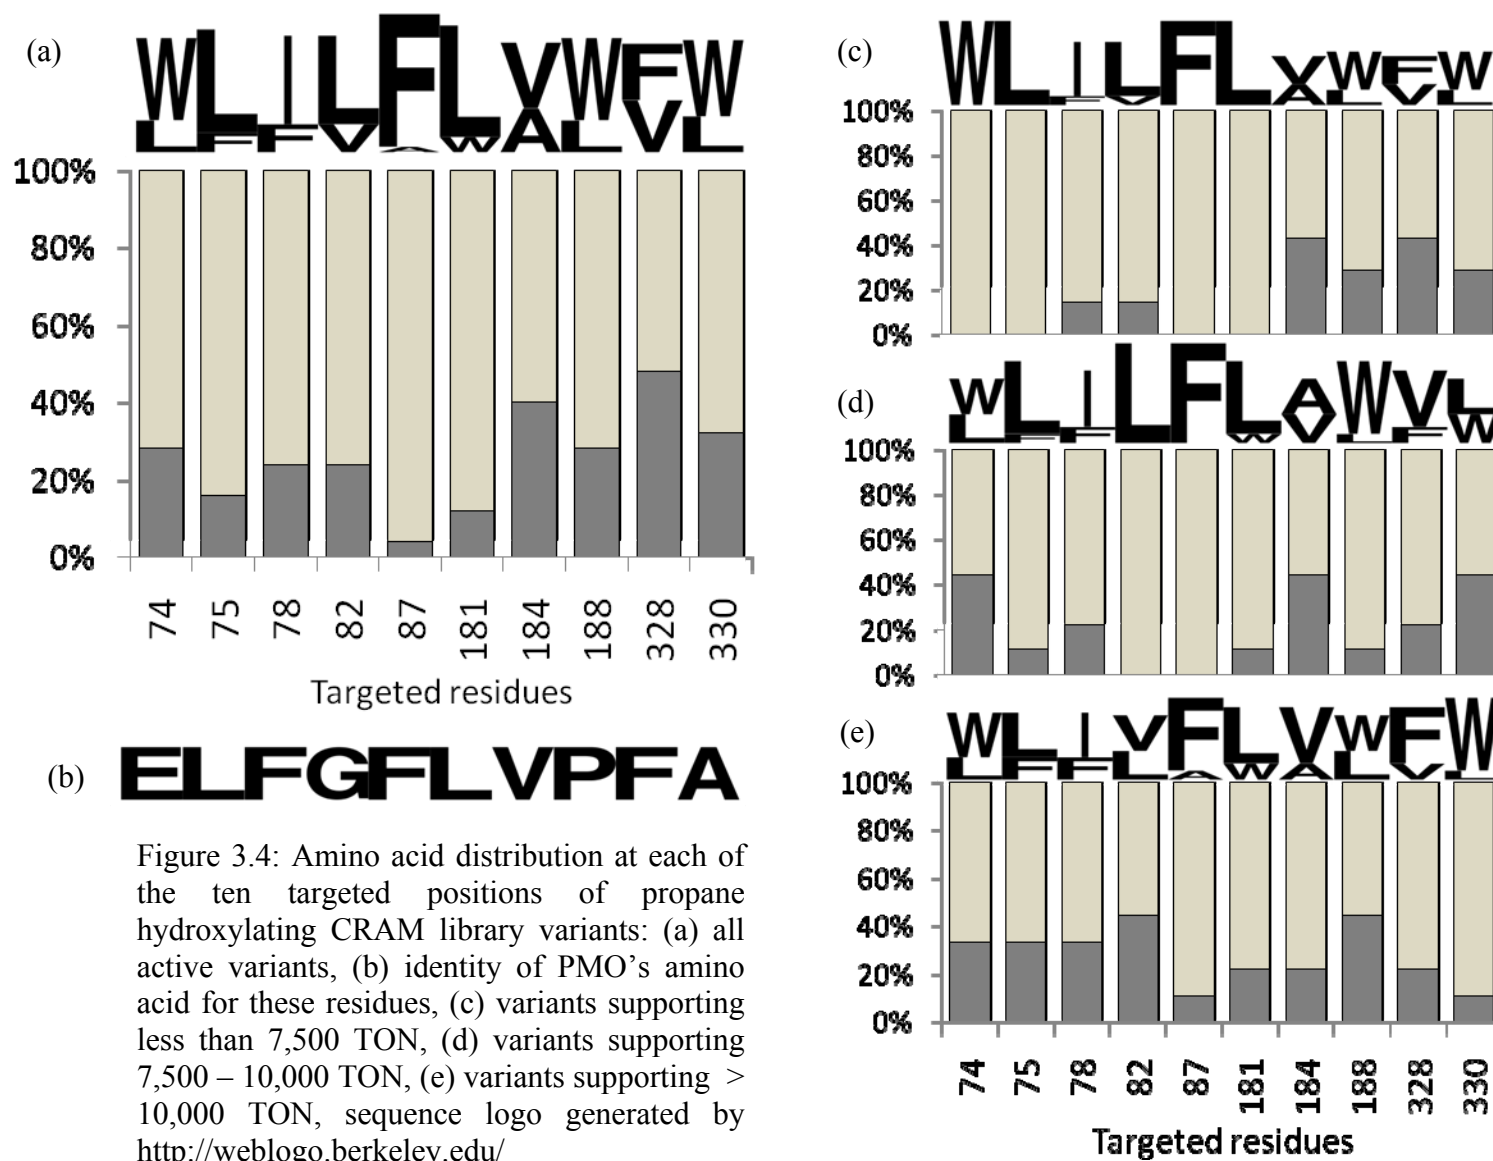 (a)
WLILFLVWFW
LFFVAWALVL
100%
80%
60%
40%
20%
0%
74 75 78 82 87 181 184 188 328 330
Targeted residues
(b)
ELFGFLVPFA
Figure 3.4: Amino acid distribution at each of
the ten targeted positions of propane
hydroxylating CRAM library variants: (a) all
active variants, (b) identity of PMO’s amino
acid for these residues, (c) variants supporting
less than 7,500 TON, (d) variants supporting
7,500 – 10,000 TON, (e) variants supporting >
10,000 TON, sequence logo generated by
http://weblogo.berkeley.edu/
(c)
WLILFLVWFW
FVALVL
100%
80%
60%
40%
20%
0%
(d)
WLILFLAWVL
LFFWVLFW
100%
80%
60%
40%
20%
0%
(e)
WLIVFLVWFW
LFFLAWALVL
100%
80%
60%
40%
20%
0%
74 75 78 82 87 181 184 188 328 330
Targeted residues